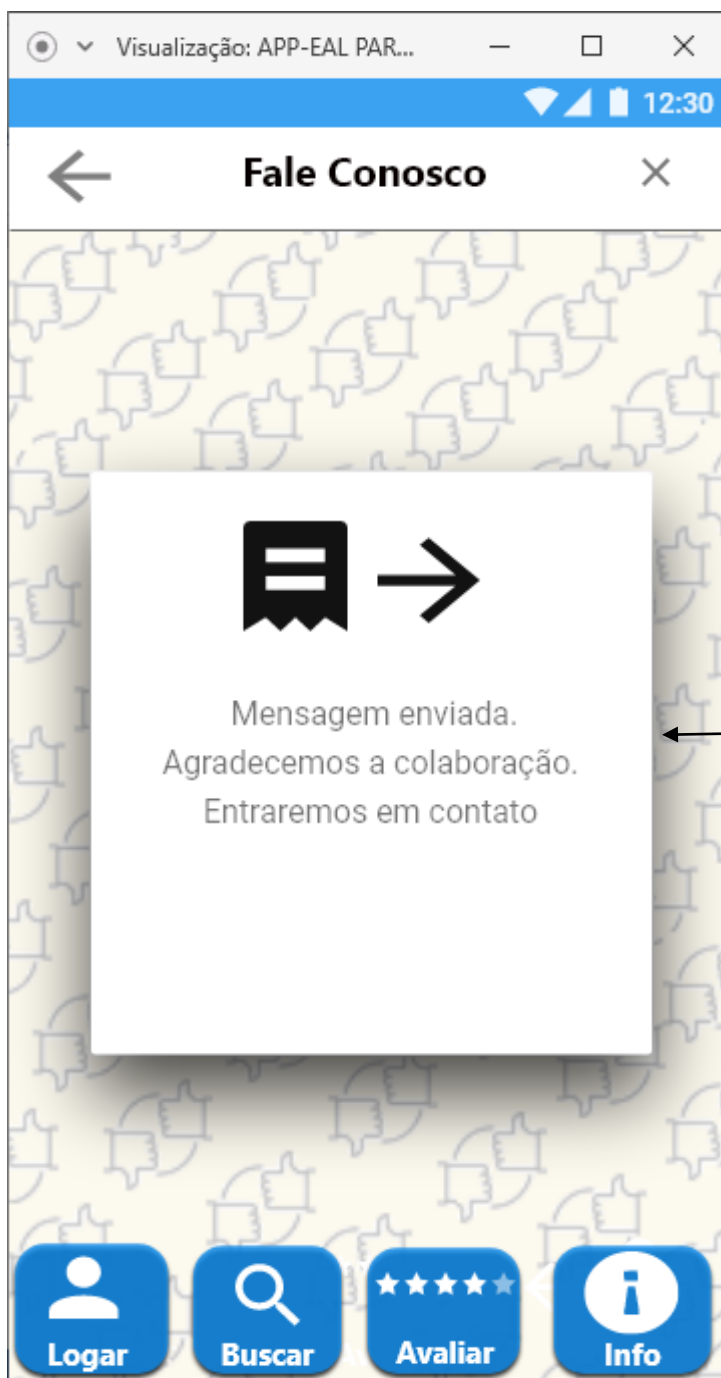 Visualização: APP-EAL PAR...
12:30
Fale Conosco
Mensagem enviada.
Agradecemos a colaboração.
Entraremos em contato
Logar
Buscar
Avaliar
Info